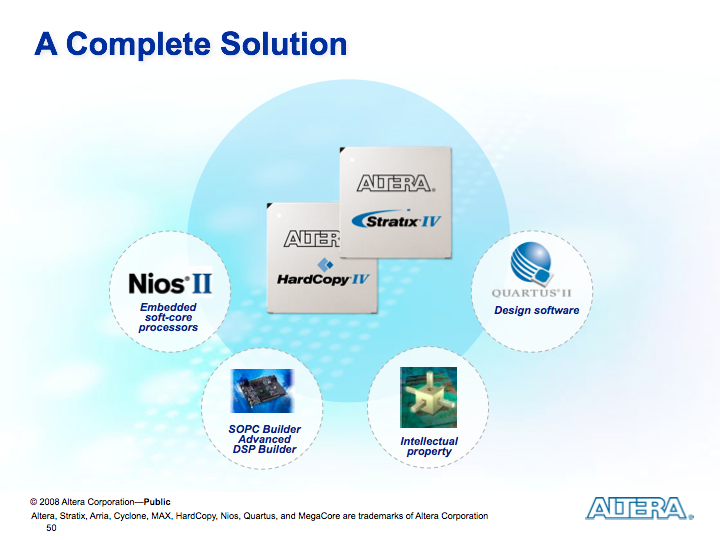 A Complete Solution
ALTERA®
Stratix® IV
ALTER
HardCopy® IV
Nios® II
Embedded
soft-core
processors
QUARTUS® II
Design software
SOPC Builder
Advanced
DSP Builder
Intellectual
property
© 2008 Altera Corporation—Public
Altera, Stratix, Arria, Cyclone, MAX, HardCopy, Nios, Quartus, and MegaCore are trademarks of Altera Corporation
50
ALTERA®